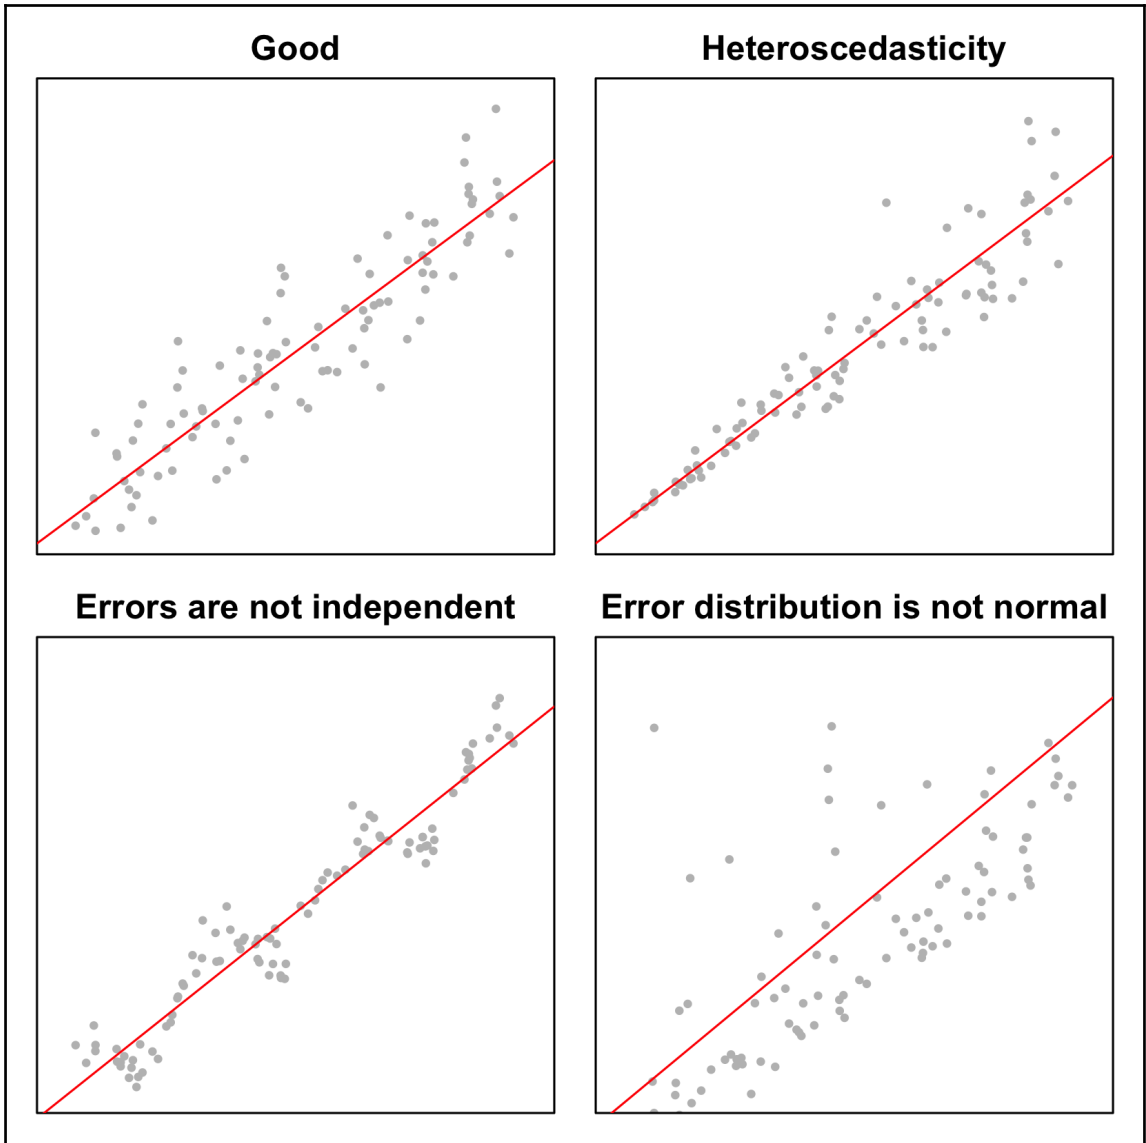 Good
Heteroscedasticity
Errors are not independent
Error distribution is not normal